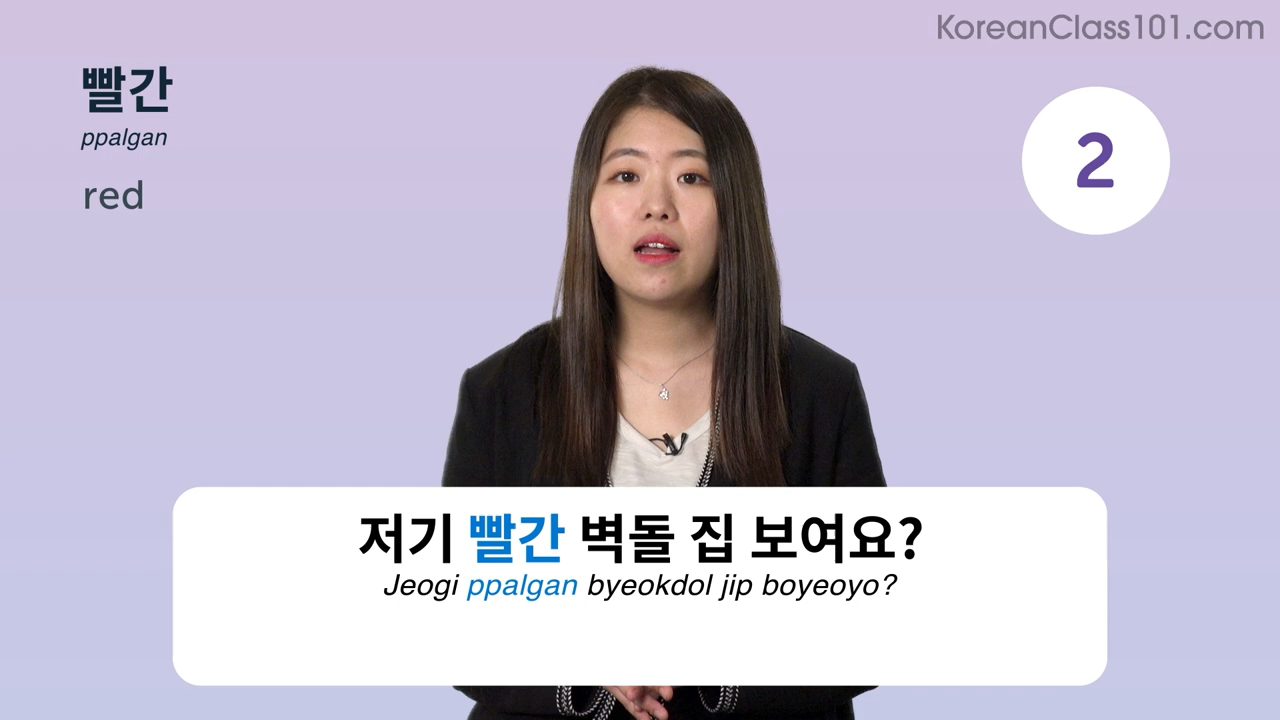 KoreanClass101.com
빨간
ppalgan
red
2
저기 빨간 벽돌 집 보여요?
Jeogi ppalgan byeokdol jip boyeoyo?